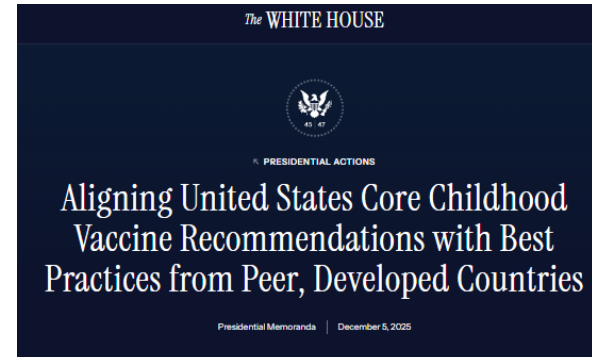 The WHITE HOUSE
45 47
PRESIDENTIAL ACTIONS
Aligning United States Core Childhood
Vaccine Recommendations with Best
Practices from Peer, Developed Countries
Presidential Memoranda | December 5, 2025